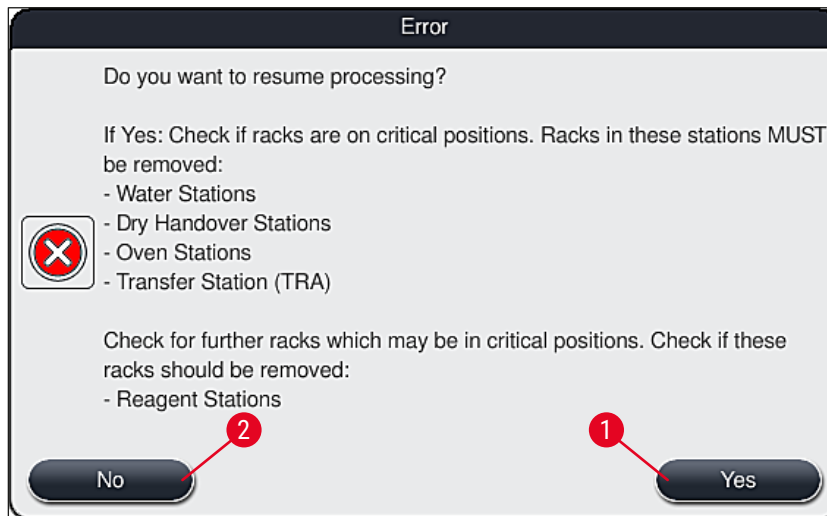 Error
Do you want to resume processing?
If Yes: Check if racks are on critical positions. Racks in these stations MUST
be removed:
- Water Stations
- Dry Handover Stations
- Oven Stations
- Transfer Station (TRA)
Check for further racks which may be in critical positions. Check if these
racks should be removed:
- Reagent Stations
2
1
No
Yes